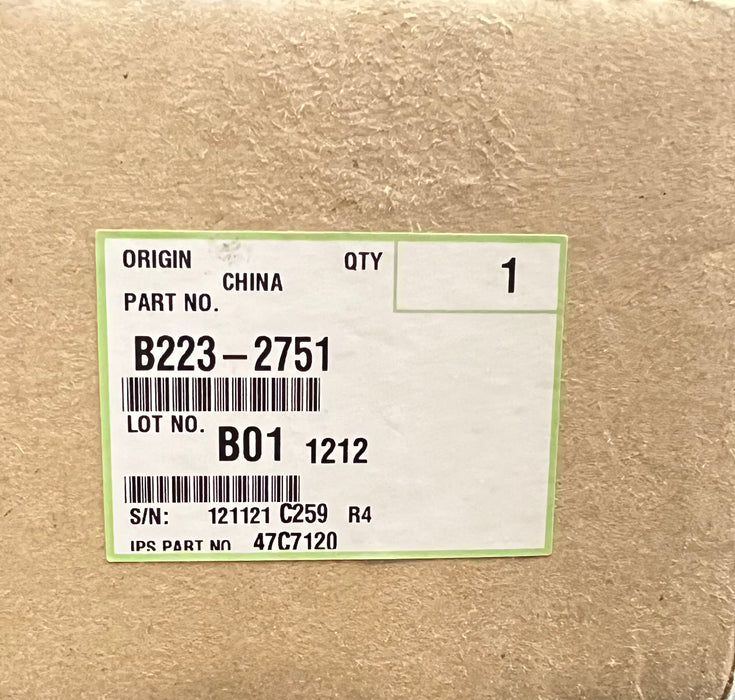 ORIGIN CHINA QTY 1
PART NO.
B223-2751
LOT NO. B01 1212
S/N: 121121 C259 R4
IPS PART NO 47C7120